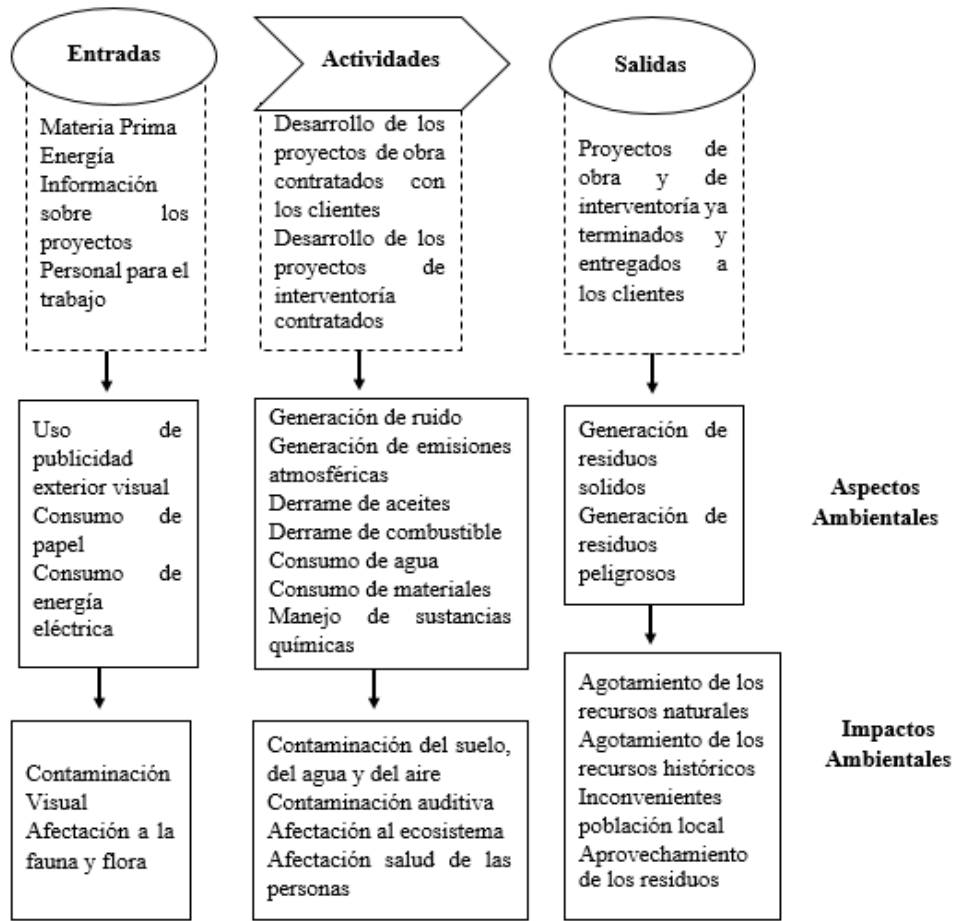 Entradas
Materia Prima
Energía
Información
sobre los
proyectos
Personal para el
trabajo
Uso de
publicidad
exterior visual
Consumo de
papel
Consumo de
energía
eléctrica
Contaminación
Visual
Afectación a la
fauna y flora
Actividades
Desarrollo de los
proyectos de obra
contratados con
los clientes
Desarrollo de los
proyectos de
interventoría
contratados
Generación de ruido
Generación de emisiones
atmosféricas
Derrame de aceites
Derrame de combustible
Consumo de agua
Consumo de materiales
Manejo de sustancias
químicas
Contaminación del suelo,
del agua y del aire
Contaminación auditiva
Afectación al ecosistema
Afectación salud de las
personas
Salidas
Proyectos de
obra y de
interventoría ya
terminados y
entregados a
los clientes
Generación de
residuos
solidos
Generación de
residuos
peligrosos
Agotamiento de los
recursos naturales
Agotamiento de los
recursos históricos
Inconvenientes
población local
Aprovechamiento
de los residuos
Aspectos
Ambientales
Impactos
Ambientales